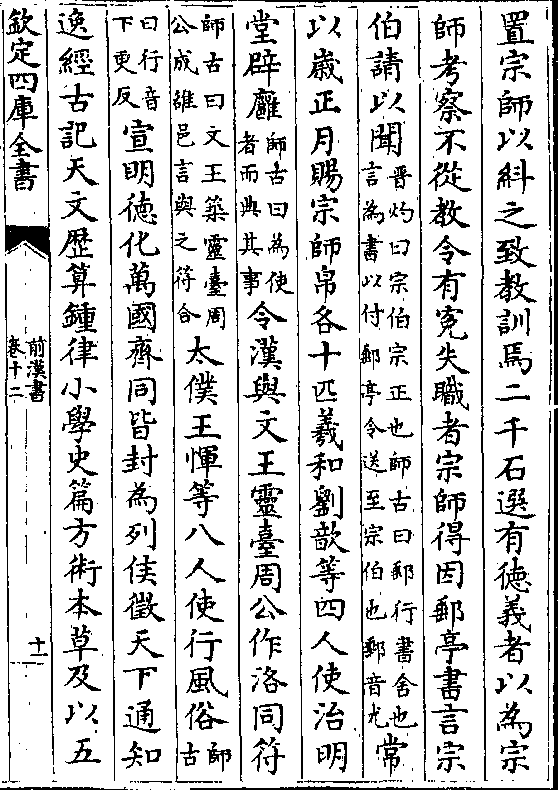 置宗師以糾之致教訓焉二千石選有徳義者以為宗
師考察不從教令有寃失職者宗師得因郵亭書言宗
伯請以聞晉灼曰宗伯宗正也師古曰郵行書舍也言為書以付郵亭令送至宗伯也郵音尤常
以歳正月賜宗師帛各十匹羲和劉歆等四人使治明
堂辟廱師古曰為使者而典其事令漢與文王靈臺周公作洛同符
師古曰文王築靈臺周公成雒邑言與之符合太僕王惲等八人使行風俗師古
曰行音下更反宣明徳化萬國齊同皆封為列侯徵天下通知
逸經古記天文歴算鍾律小學史篇方術本草及以五
欽定四庫全書
前漢書
卷十二
十一